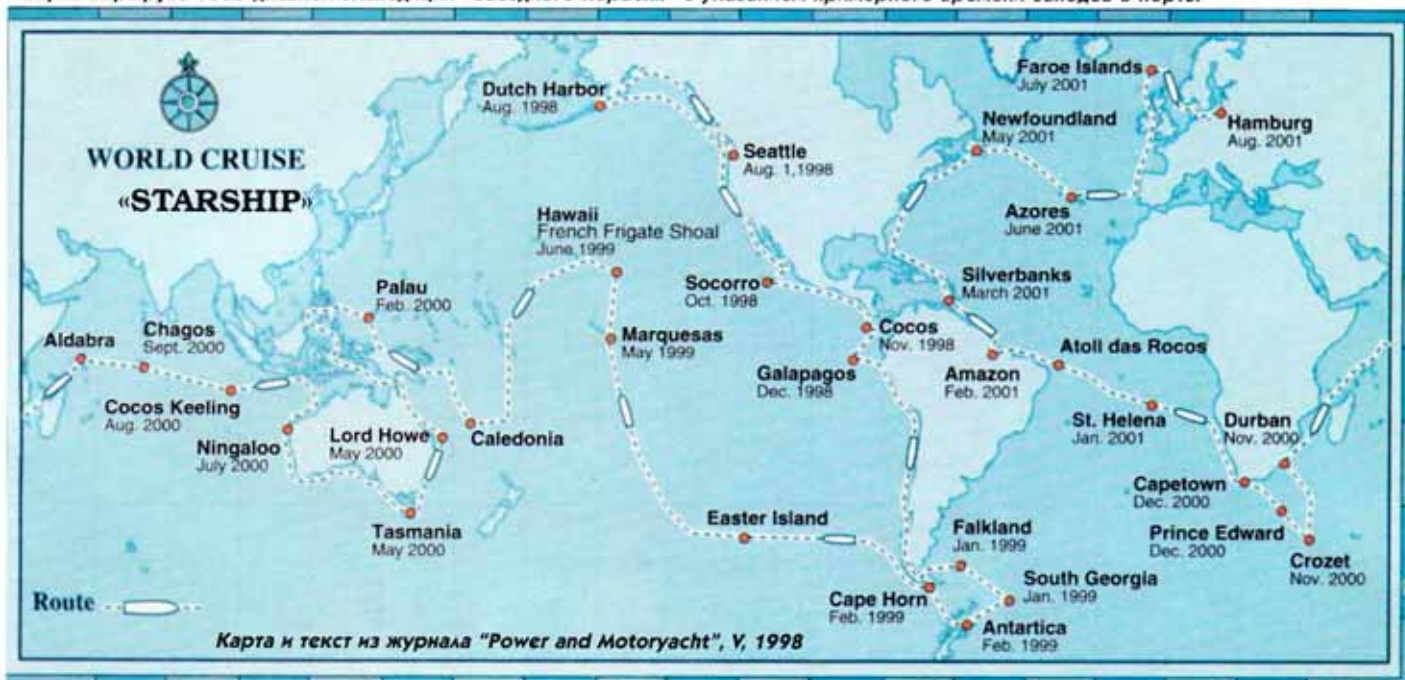 WORLD CRUISE
«STARSHIP»
Dutch Harbor
Aug. 1998
Seattle
Aug. 1,1998
Faroe Islands
July 2001
Newfoundland
May 2001
Hamburg
Aug. 2001
Azores
June 2001
Hawaii
French Frigate Shoal
June,1999
Socorro
Oct. 1998
Silverbanks
March 2001
Palau
Feb. 2000
Chagos
Sept. 2000
Aldabra
Marquesas
May 1999
Cocos
Nov. 1998
Galapagos
Dec. 1998
Amazon
Feb. 2001
Atoll das Rocos
Cocos Keeling
Aug. 2000
Ningaloo
July 2000
Lord Howe
May 2000
Caledonia
St. Helena
Jan. 2001
Durban
Nov. 2000
Capetown
Dec. 2000
Tasmania
May 2000
Easter Island
Falkland
Jan. 1999
Prince Edward
Dec. 2000
Crozet
Nov. 2000
South Georgia
Jan. 1999
Cape Horn
Feb. 1999
Antartica
Feb. 1999
Route
Карта и текст из журнала "Power and Motoryacht", V, 1998